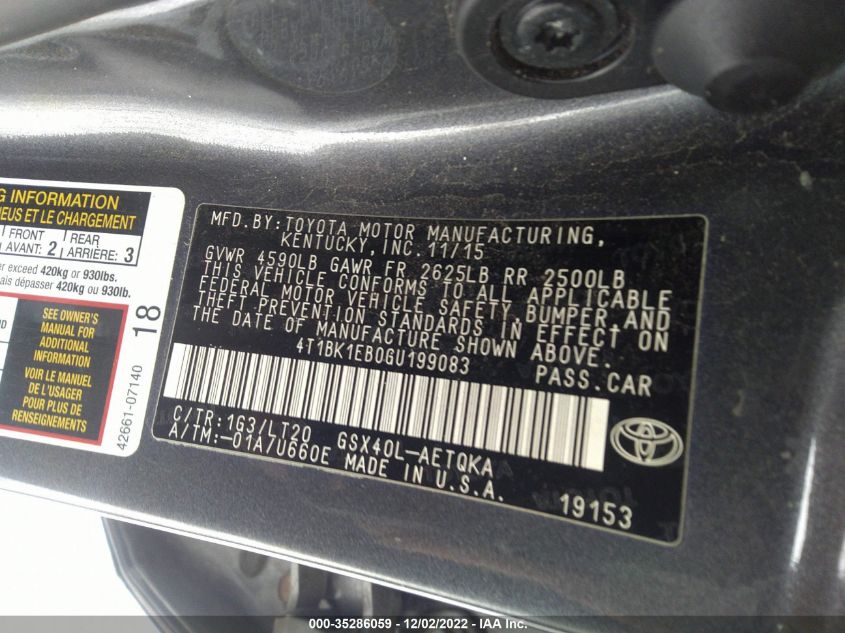 G INFORMATION
NEUS ET LE CHARGEMENT
FRONT
AVANT: 2
REAR
ARRIÈRE: 3
er exceed 420kg or 930lbs.
ais dépasser 420kg ou 930lb.
SEE OWNER'S
MANUAL FOR
ADDITIONAL
INFORMATION
VOIR LE MANUEL
DE L'USAGER
POUR PLUS DE
RENSEIGNEMENTS
18
42661-07140
MFD. BY: TOYOTA MOTOR MANUFACTURING,
KENTUCKY, INC. 11/15
GVWR 4590LB GAWR FR 2625LB RR 2500LB
THIS VEHICLE CONFORMS TO ALL APPLICABLE
FEDERAL MOTOR VEHICLE SAFETY, BUMPER AND
THEFT PREVENTION STANDARDS IN EFFECT ON
THE DATE OF MANUFACTURE SHOWN ABOVE.
4T1BK1EB0GU199083
PASS.CAR
C/TR:1G3/LT20 GSX40L-AETQKA
A/TM:-01A/U660E MADE IN U.S.A.
19153
000-35286059 - 12/02/2022 - IAA Inc.